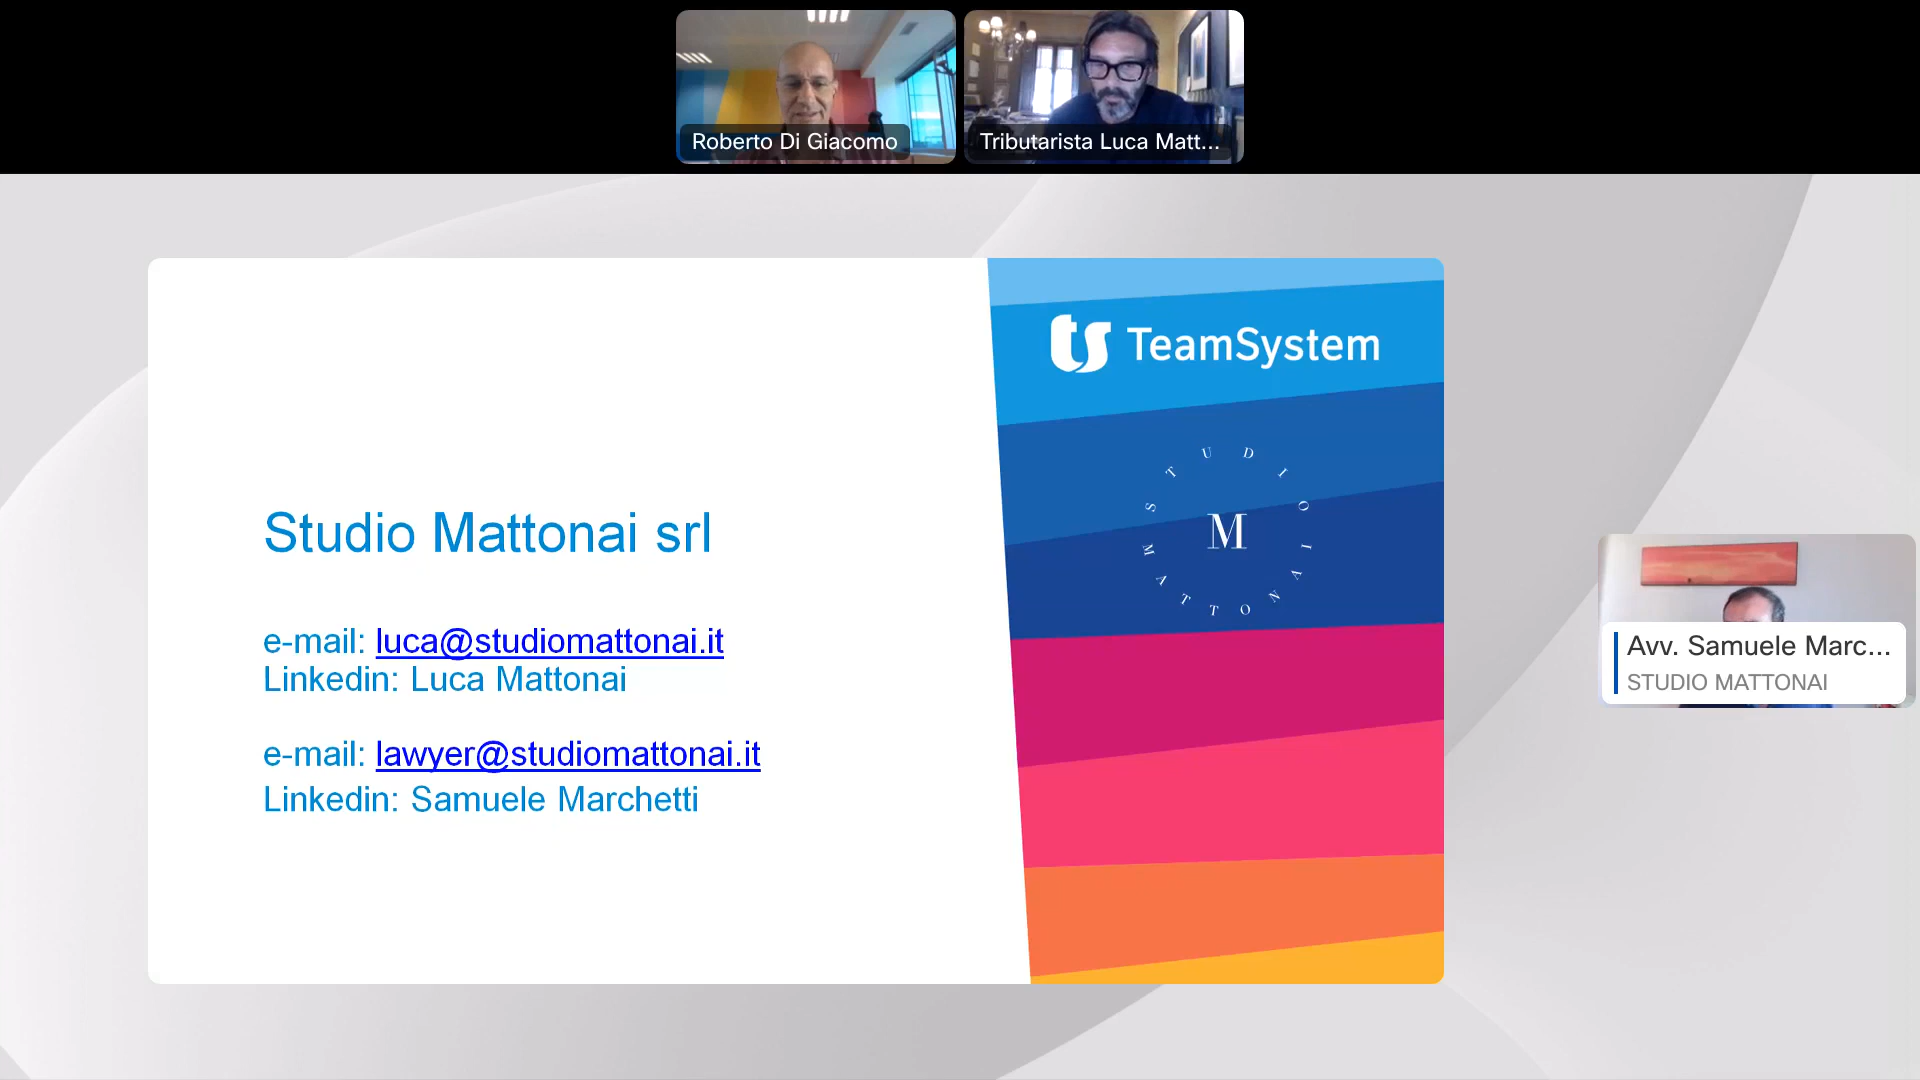 Roberto Di Giacomo
Tributarista Luca Matt...
TeamSystem
STUDIO MATTONAI
M
Studio Mattonai srl
e-mail: luca@studiomattonai.it
Linkedin: Luca Mattonai
e-mail: lawyer@studiomattonai.it
Linkedin: Samuele Marchetti
Avv. Samuele Marc...
STUDIO MATTONAI